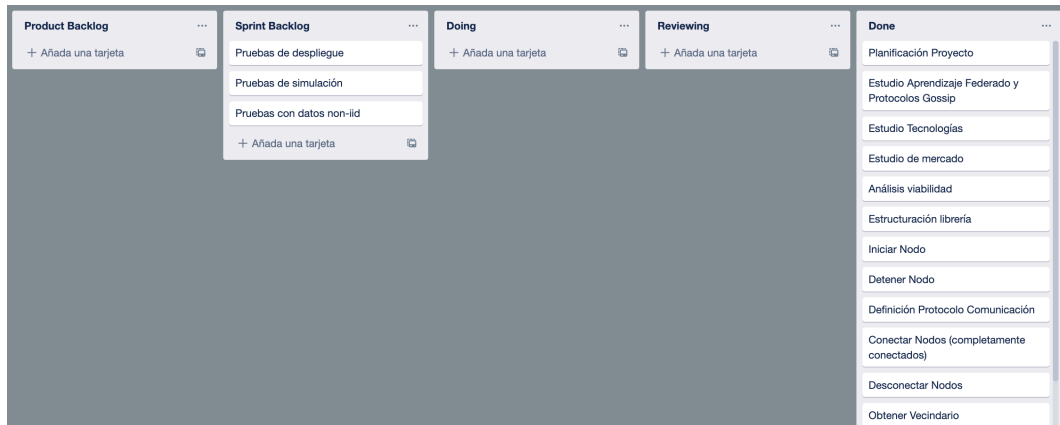 Product Backlog
+ Añada una tarjeta
Sprint Backlog
Pruebas de despliegue
Pruebas de simulación
Pruebas con datos non-iid
+ Añada una tarjeta
Doing
+ Añada una tarjeta
Reviewing
+ Añada una tarjeta
Done
Planificación Proyecto
Estudio Aprendizaje Federado y
Protocolos Gossip
Estudio Tecnologías
Estudio de mercado
Análisis viabilidad
Estructuración librería
Iniciar Nodo
Detener Nodo
Definición Protocolo Comunicación
Conectar Nodos (completamente
conectados)
Desconectar Nodos
Obtener Vecindario